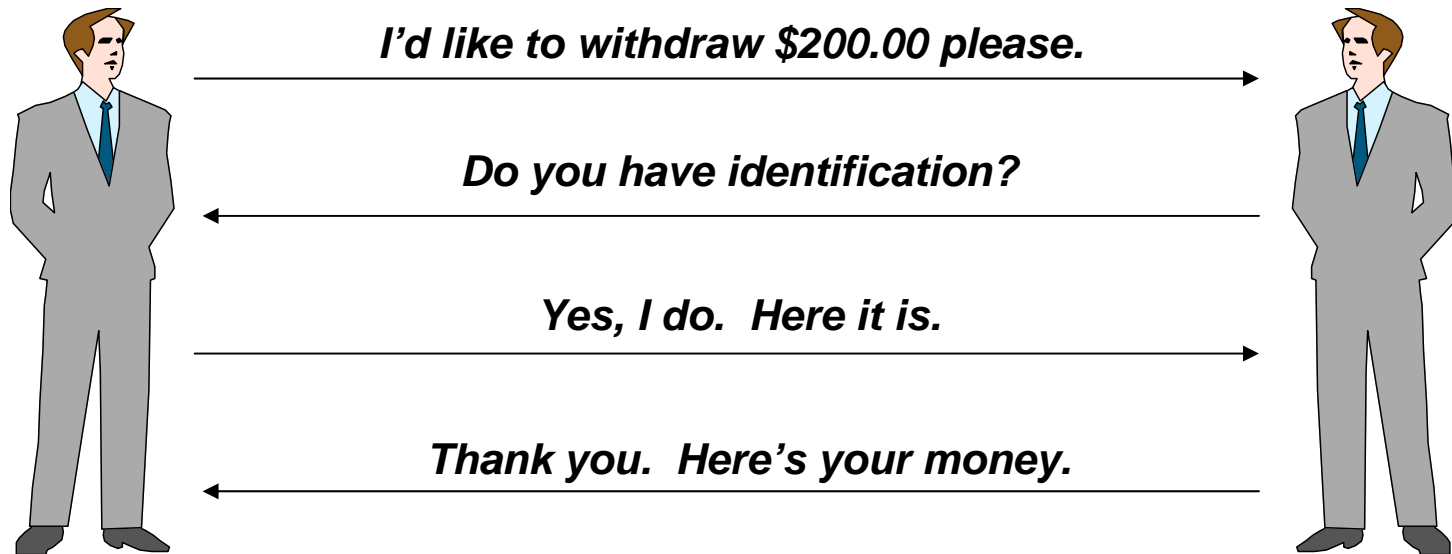 I’d like to withdraw $200.00 please.
Do you have identification?
Yes, I do.  Here it is.
Thank you.  Here’s your money.